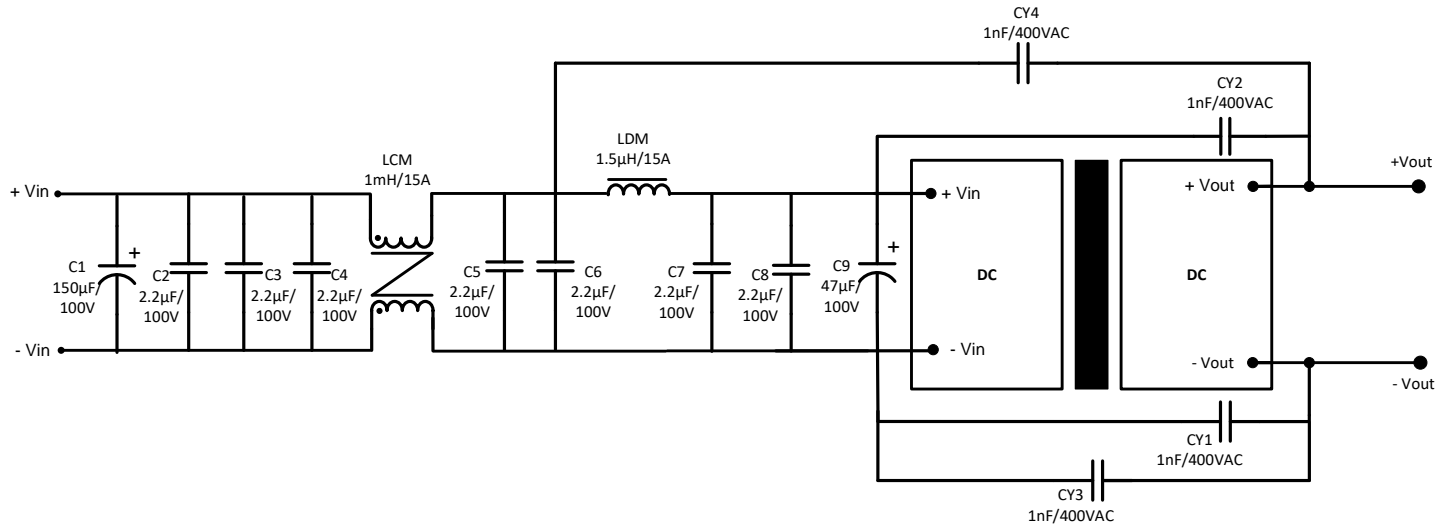 CY4
1nF/400VAC
CY2
1nF/400VAC
LDM
1.5µH/15A
LCM
1mH/15A
+ Vin
- Vin
C1
150µF/
100V
+
C2
2.2µF/
100V
C3
2.2µF/
100V
C4
2.2µF/
100V
C5
2.2µF/
100V
C6
2.2µF/
100V
C7
2.2µF/
100V
C8
2.2µF/
100V
C9
47µF/
100V
+
+ Vin
- Vin
DC
DC
+ Vout
- Vout
+Vout
- Vout
CY1
1nF/400VAC
CY3
1nF/400VAC